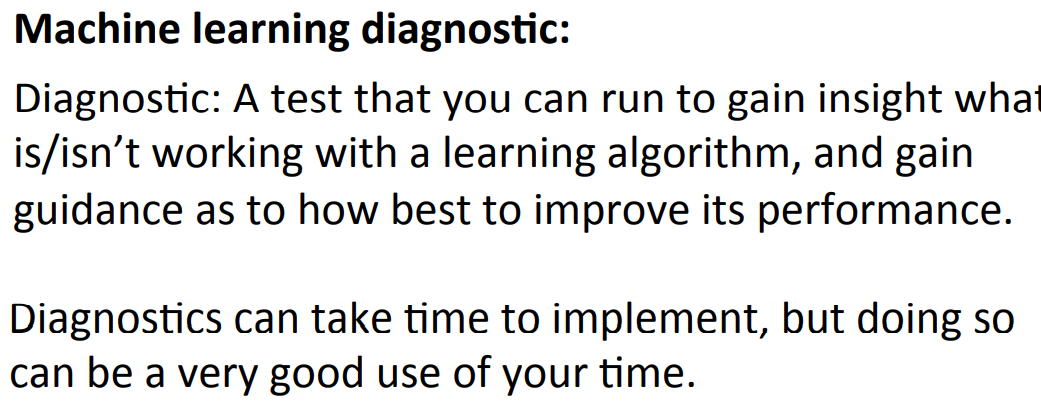 Machine learning diagnostic:
Diagnostic: A test that you can run to gain insight what
is/isn’t working with a learning algorithm, and gain
guidance as to how best to improve its performance.
Diagnostics can take time to implement, but doing so
can be a very good use of your time.